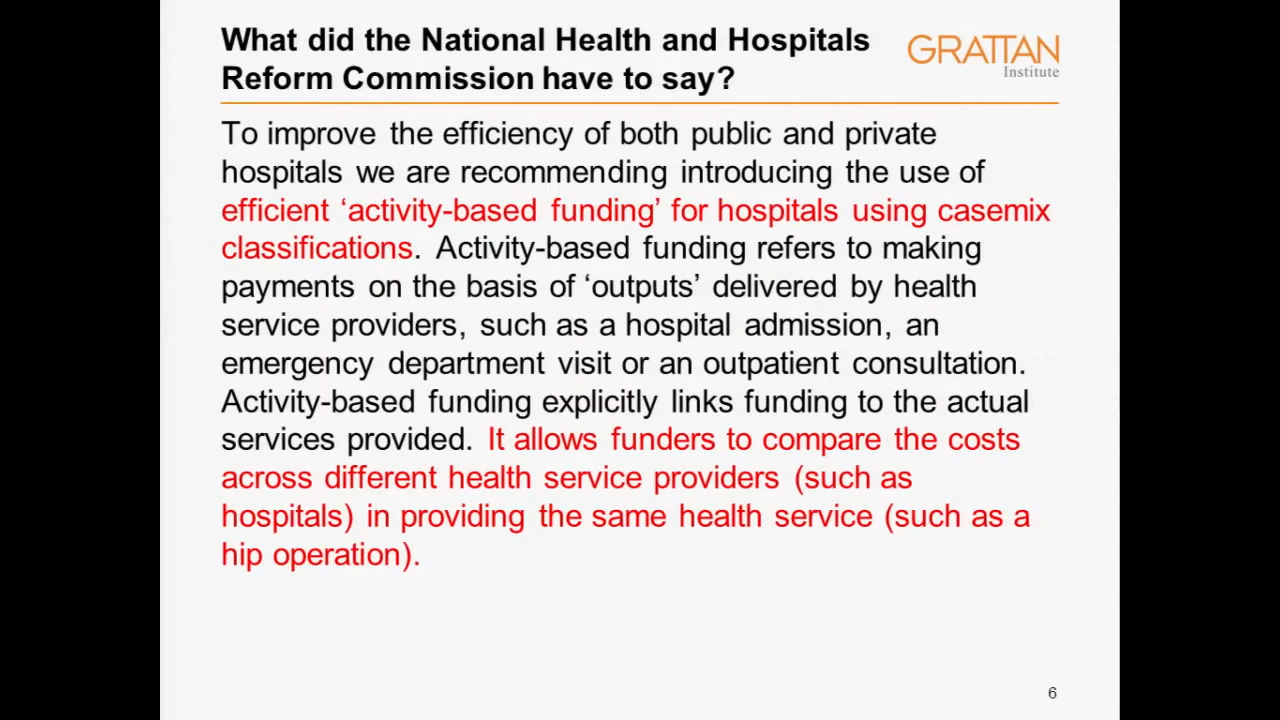 What did the National Health and Hospitals
Reform Commission have to say?
GRATTAN
Institute
To improve the efficiency of both public and private
hospitals we are recommending introducing the use of
efficient ‘activity-based funding’ for hospitals using casemix
classifications. Activity-based funding refers to making
payments on the basis of ‘outputs’ delivered by health
service providers, such as a hospital admission, an
emergency department visit or an outpatient consultation.
Activity-based funding explicitly links funding to the actual
services provided. It allows funders to compare the costs
across different health service providers (such as
hospitals) in providing the same health service (such as a
hip operation).
6